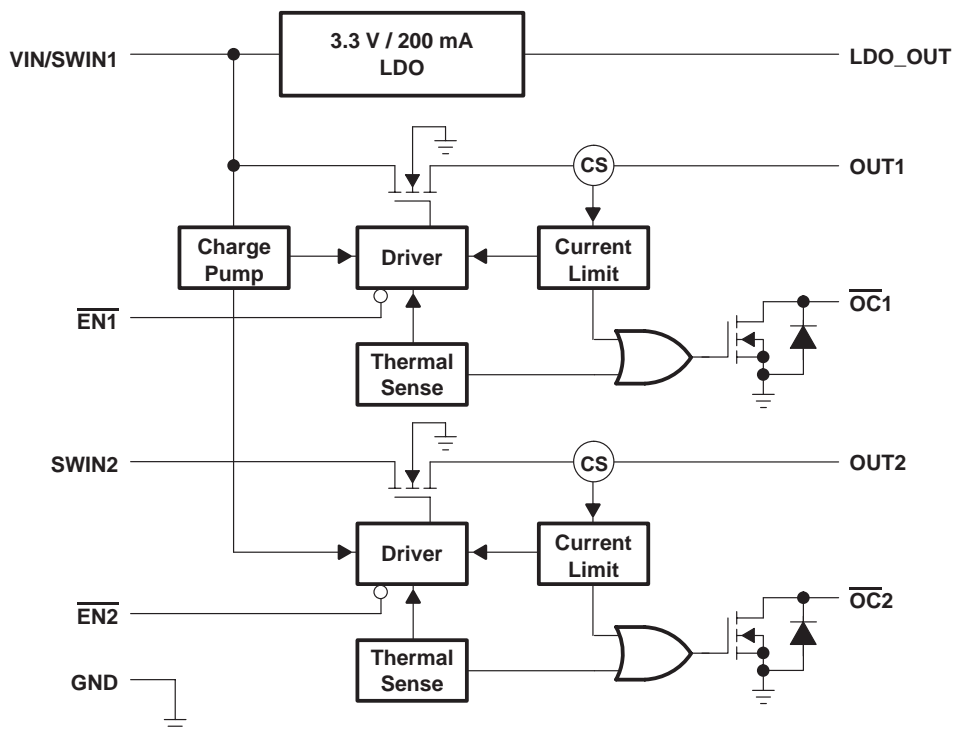 3.3 V / 200 mA
LDO
VIN/SWIN1
LDO_OUT
CS
OUT1
Charge
Pump
Driver
Current
Limit
EN1
OC1
Thermal
Sense
SWIN2
CS
OUT2
Driver
Current
Limit
EN2
OC2
Thermal
Sense
GND